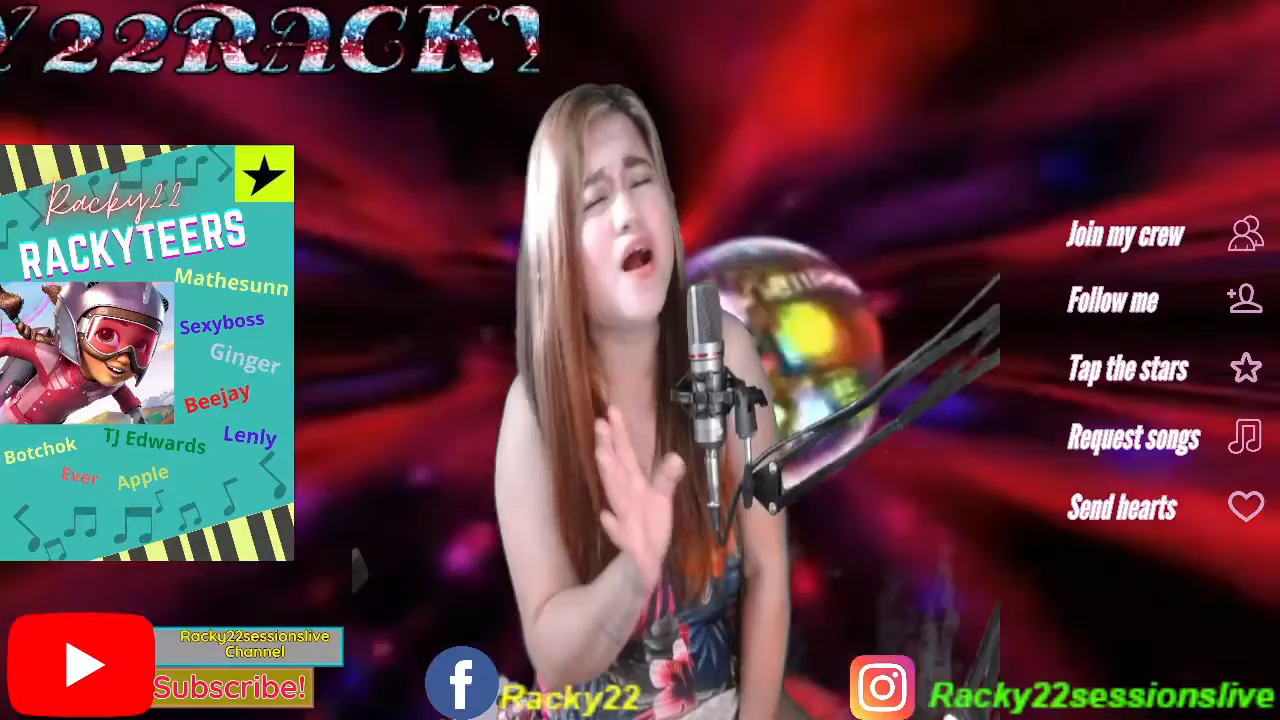 Y22RACKY
Racky22
RACKYTEERS
Mathesunn
Sexyboss
Ginger
Beejay
TJ Edwards
Lenly
Botchok
Ever
Apple
Join my crew
Follow me
Tap the stars
Request songs
Send hearts
Racky22sessionslive
Channel
Subscribe!
Racky22
Racky22sessionslive